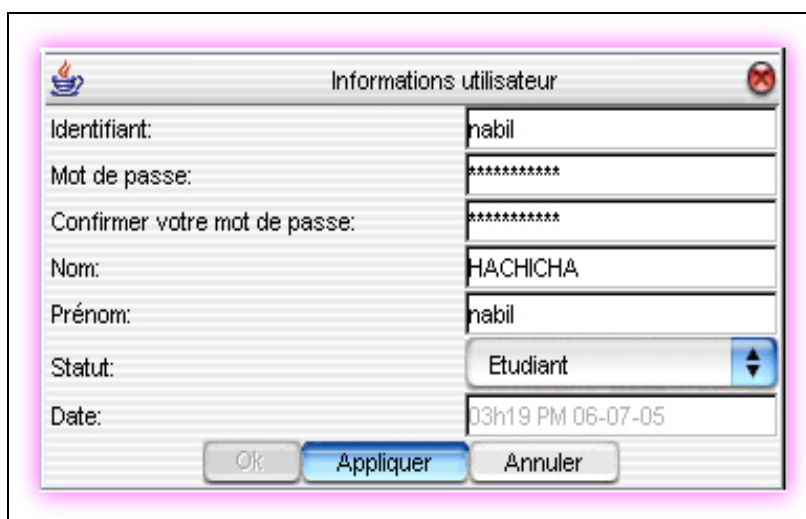 Informations utilisateur
Identifiant: nabil
Mot de passe: ***********
Confirmer votre mot de passe: ***********
Nom: HACHICHA
Prénom: nabil
Statut: Etudiant
Date: 03h19 PM 06-07-05
Ok Appliquer Annuler